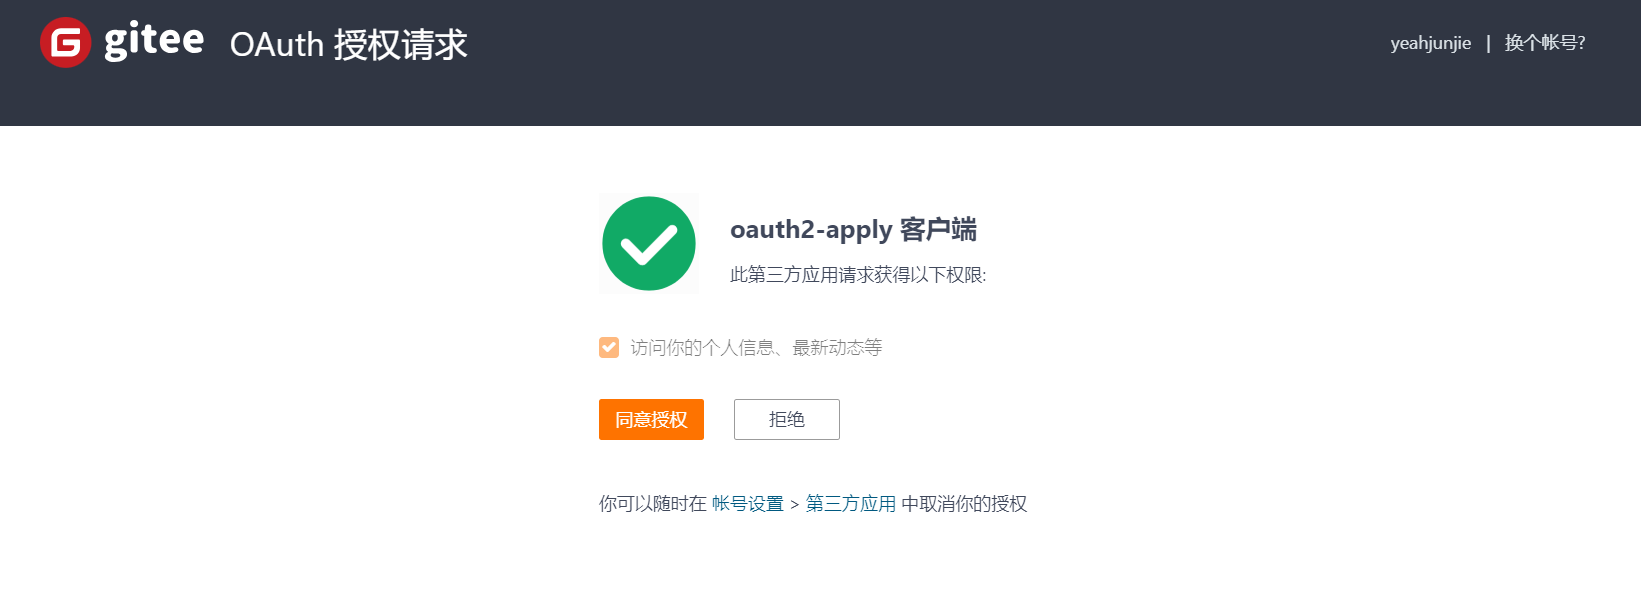 gitee OAuth 授权请求 yeahjunjie | 换个帐号?
oauth2-apply 客户端
此第三方应用请求获得以下权限:
访问你的个人信息、最新动态等
同意授权 拒绝
你可以随时在 帐号设置 > 第三方应用 中取消你的授权